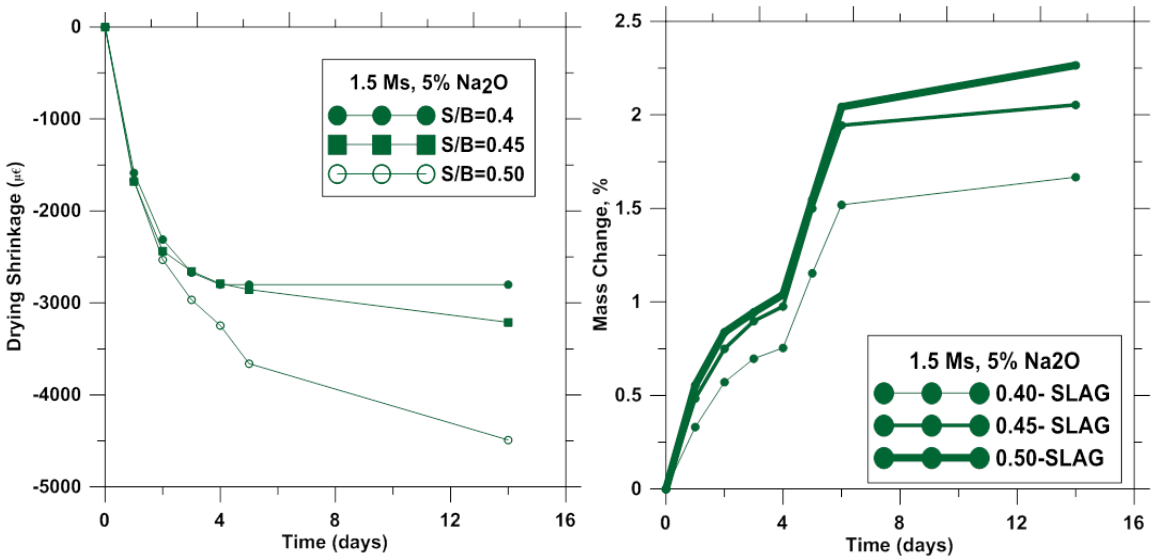 0
-1000
-2000
-3000
-4000
-5000
Drying Shrinkage (με)
1.5 Ms, 5% Na₂O
S/B=0.4
S/B=0.45
S/B=0.50
0 4 8 12 16
Time (days)
2.5
2
1.5
1
0.5
0
Mass Change, %
1.5 Ms, 5% Na2O
0.40- SLAG
0.45- SLAG
0.50-SLAG
0 4 8 12 16
Time (days)